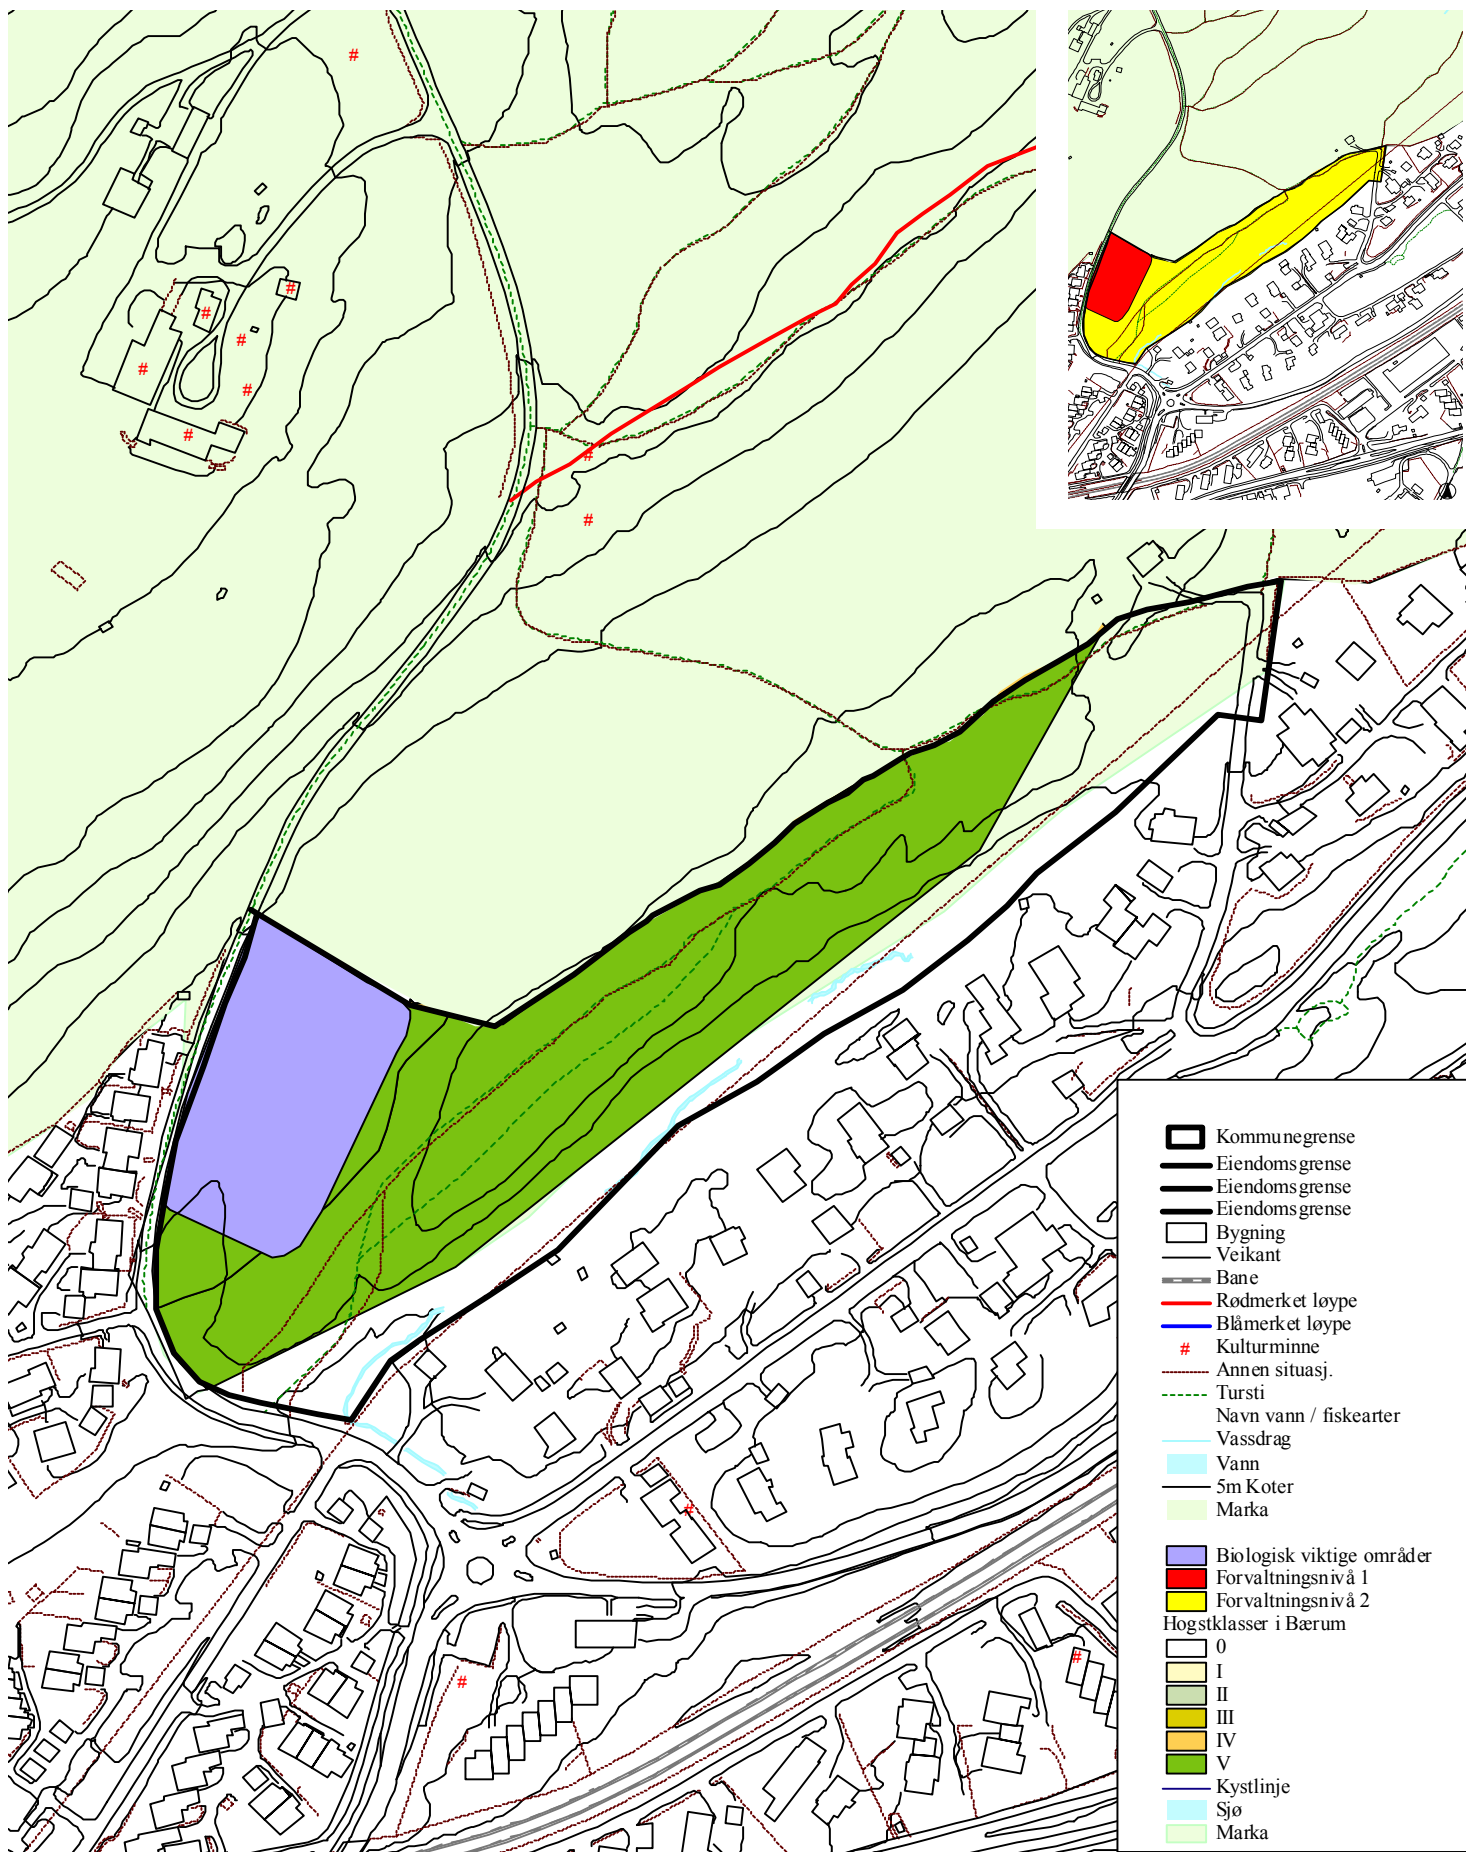 Kommunegrense
Eiendomsgrense
Eiendomsgrense
Eiendomsgrense
Bygning
Veikant
Bane
Rødmerket løype
Blåmerket løype
# Kulturminne
Annen situasj.
Tursti
Navn vann / fiskearter
Vassdrag
Vann
5m Koter
Marka
Biologisk viktige områder
Forvaltningsnivå 1
Forvaltningsnivå 2
Hogstklasser i Bærum
0
I
II
III
IV
V
Kystlinje
Sjø
Marka